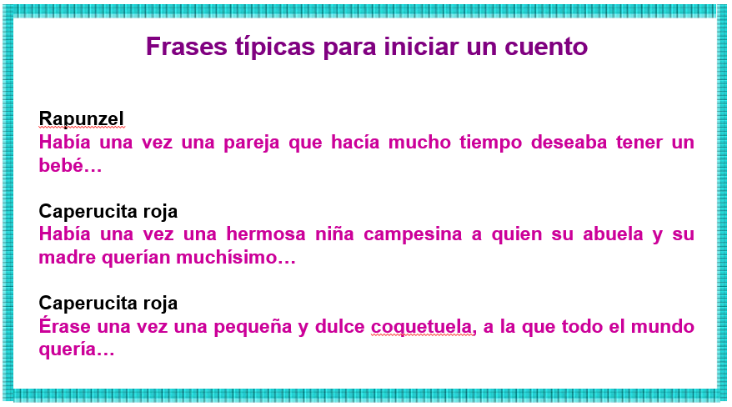 Frases típicas para iniciar un cuento
Rapunzel
Había una vez una pareja que hacía mucho tiempo deseaba tener un
bebé…
Caperucita roja
Había una vez una hermosa niña campesina a quien su abuela y su
madre querían muchísimo…
Caperucita roja
Érase una vez una pequeña y dulce coquetuela, a la que todo el mundo
quería…